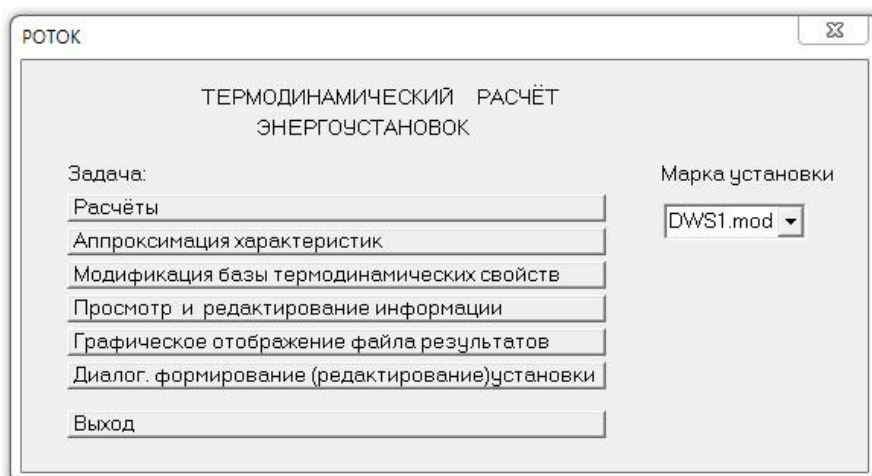 РОТОК
ТЕРМОДИНАМИЧЕСКИЙ РАСЧЁТ
ЭНЕРГОУСТАНОВОК
Задача:
Марка установки
Расчёты
DWS1.mod
Аппроксимация характеристик
Модификация базы термодинамических свойств
Просмотр и редактирование информации
Графическое отображение файла результатов
Диалог. формирование (редактирование)установки
Выход